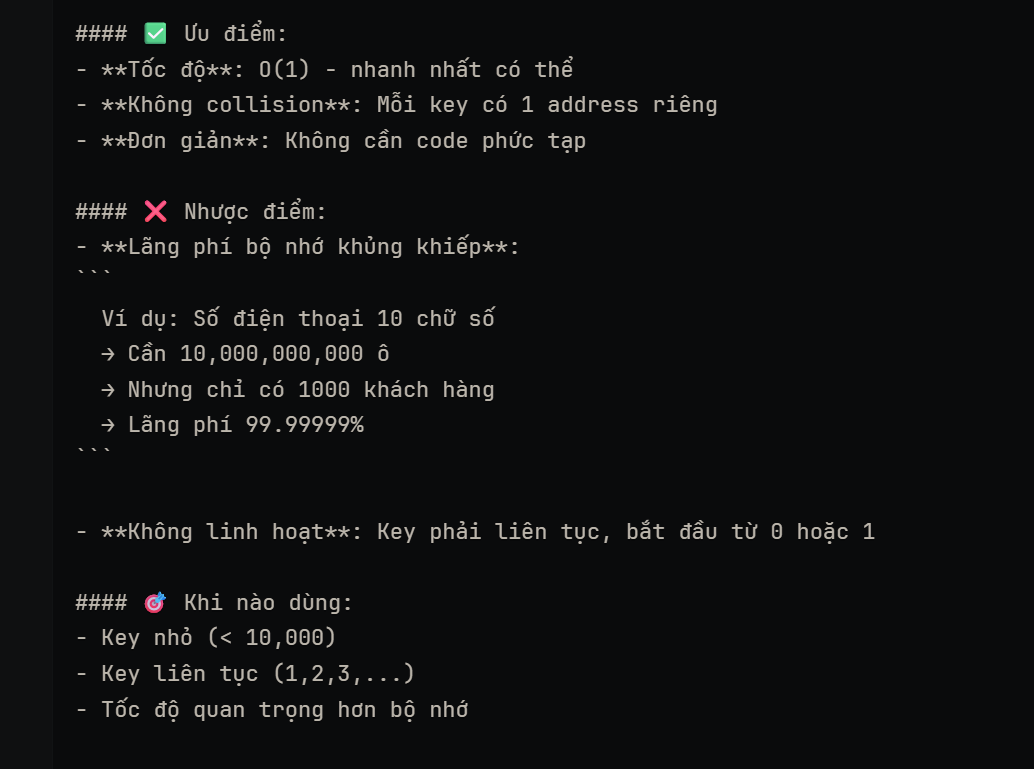 #### ✅ Ưu điểm:
- **Tốc độ**: O(1) - nhanh nhất có thể
- **Không collision**: Mỗi key có 1 address riêng
- **Đơn giản**: Không cần code phức tạp
#### ❌ Nhược điểm:
- **Lãng phí bộ nhớ khủng khiếp**:
```
Ví dụ: Số điện thoại 10 chữ số
→ Cần 10,000,000,000 ô
→ Nhưng chỉ có 1000 khách hàng
→ Lãng phí 99.99999%
```
- **Không linh hoạt**: Key phải liên tục, bắt đầu từ 0 hoặc 1
#### 🎯 Khi nào dùng:
- Key nhỏ (< 10,000)
- Key liên tục (1,2,3,...)
- Tốc độ quan trọng hơn bộ nhớ